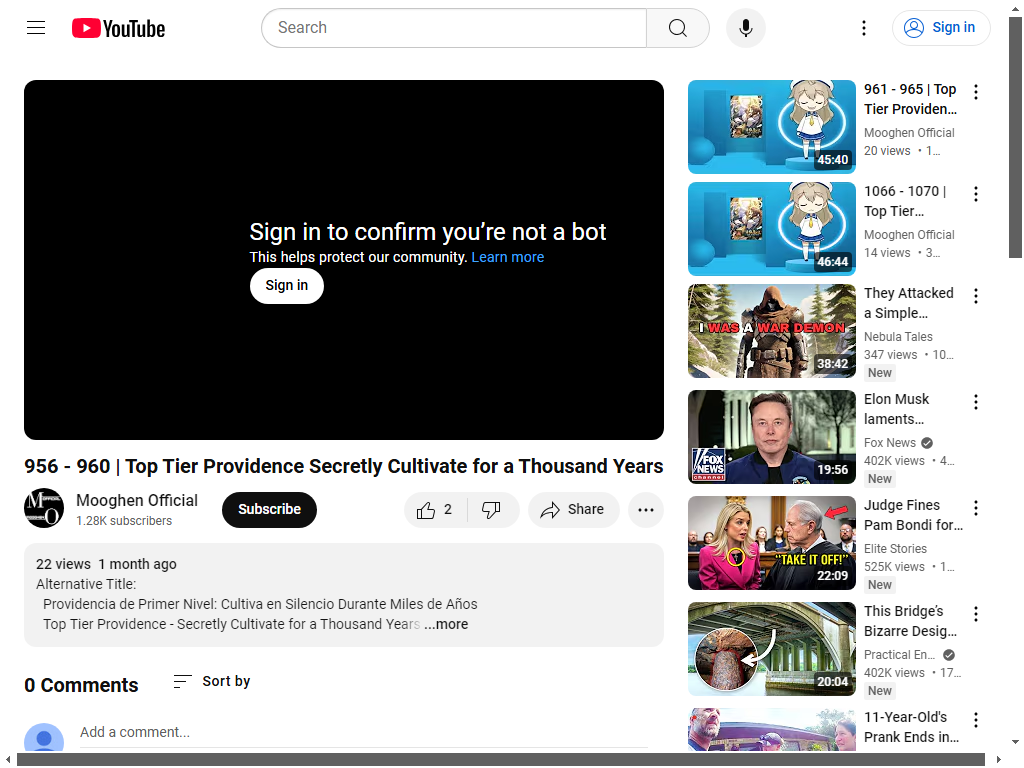 YouTube
Search
Sign in
Sign in to confirm you’re not a bot
This helps protect our community. Learn more
Sign in
956 - 960 | Top Tier Providence Secretly Cultivate for a Thousand Years
Mooghen Official
1.28K subscribers
Subscribe
2
Share
22 views 1 month ago
Alternative Title:
Providencia de Primer Nivel: Cultiva en Silencio Durante Miles de Años
Top Tier Providence - Secretly Cultivate for a Thousand Years ...more
0 Comments
Sort by
Add a comment...
45:40
961 - 965 | Top
Tier Providen...
Mooghen Official
20 views • 1...
46:44
1066 - 1070 |
Top Tier...
Mooghen Official
14 views • 3...
I WAS A WAR DEMON
38:42
They Attacked
a Simple...
Nebula Tales
347 views • 10...
New
FOX
NEWS
channel
19:56
Elon Musk
laments...
Fox News
402K views • 4...
New
"TAKE IT OFF!"
22:09
Judge Fines
Pam Bondi for...
Elite Stories
525K views • 1...
New
20:04
This Bridge's
Bizarre Desig...
Practical En...
402K views • 17...
New
11-Year-Old's
Prank Ends in...